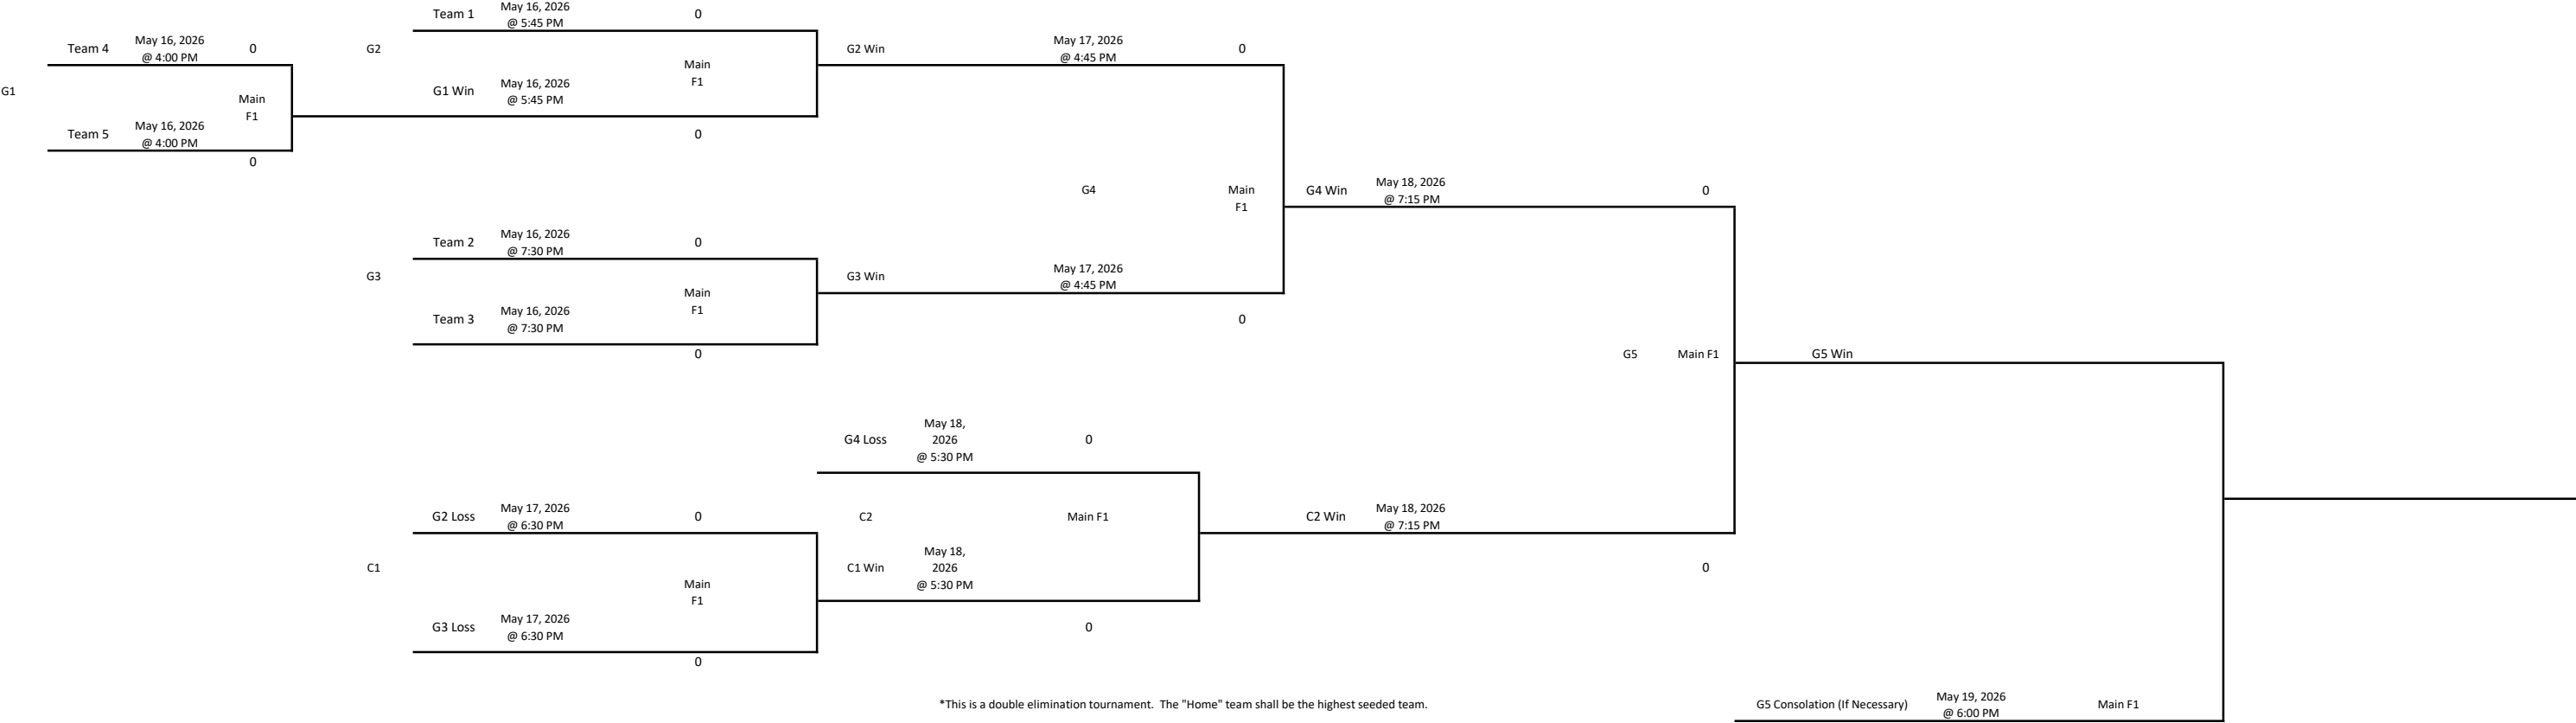 Team 1
May 16, 2026
@ 5:45 PM
0
Team 4
May 16, 2026
@ 4:00 PM
0
G2
G2 Win
May 17, 2026
@ 4:45 PM
0
Main
F1
G1
Main
F1
G1 Win
May 16, 2026
@ 5:45 PM
Team 5
May 16, 2026
@ 4:00 PM
0
0
G4
Main
F1
G4 Win
May 18, 2026
@ 7:15 PM
0
Team 2
May 16, 2026
@ 7:30 PM
0
G3
G3 Win
May 17, 2026
@ 4:45 PM
Main
F1
Team 3
May 16, 2026
@ 7:30 PM
0
0
G5
Main F1
G5 Win
G4 Loss
May 18,
2026
@ 5:30 PM
0
G2 Loss
May 17, 2026
@ 6:30 PM
0
C2
Main F1
C2 Win
May 18, 2026
@ 7:15 PM
C1
Main
F1
C1 Win
May 18,
2026
@ 5:30 PM
0
G3 Loss
May 17, 2026
@ 6:30 PM
0
0
*This is a double elimination tournament.  The "Home" team shall be the highest seeded team.
G5 Consolation (If Necessary)
May 19, 2026
@ 6:00 PM
Main F1